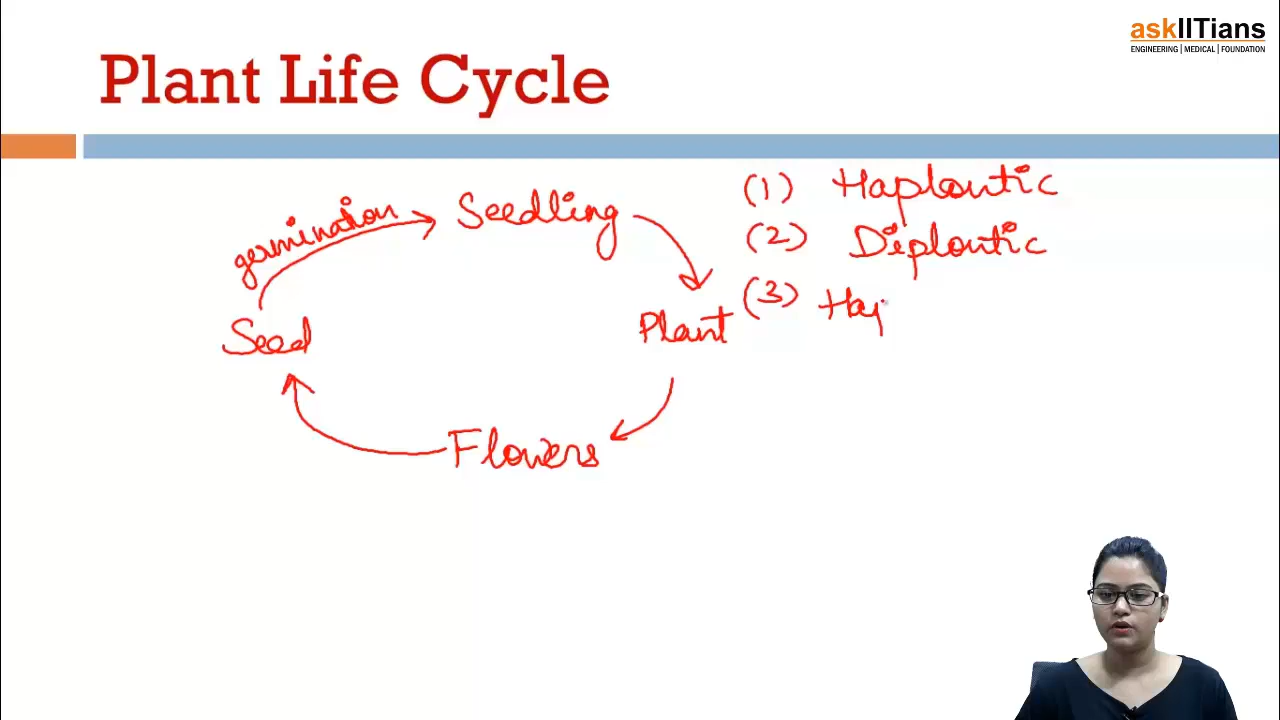 askIITians
ENGINEERING | MEDICAL | FOUNDATION
Plant Life Cycle
germination
Seedling
Plant
Flowers
Seed
(1) Haplontic
(2) Diplontic
(3) Hap